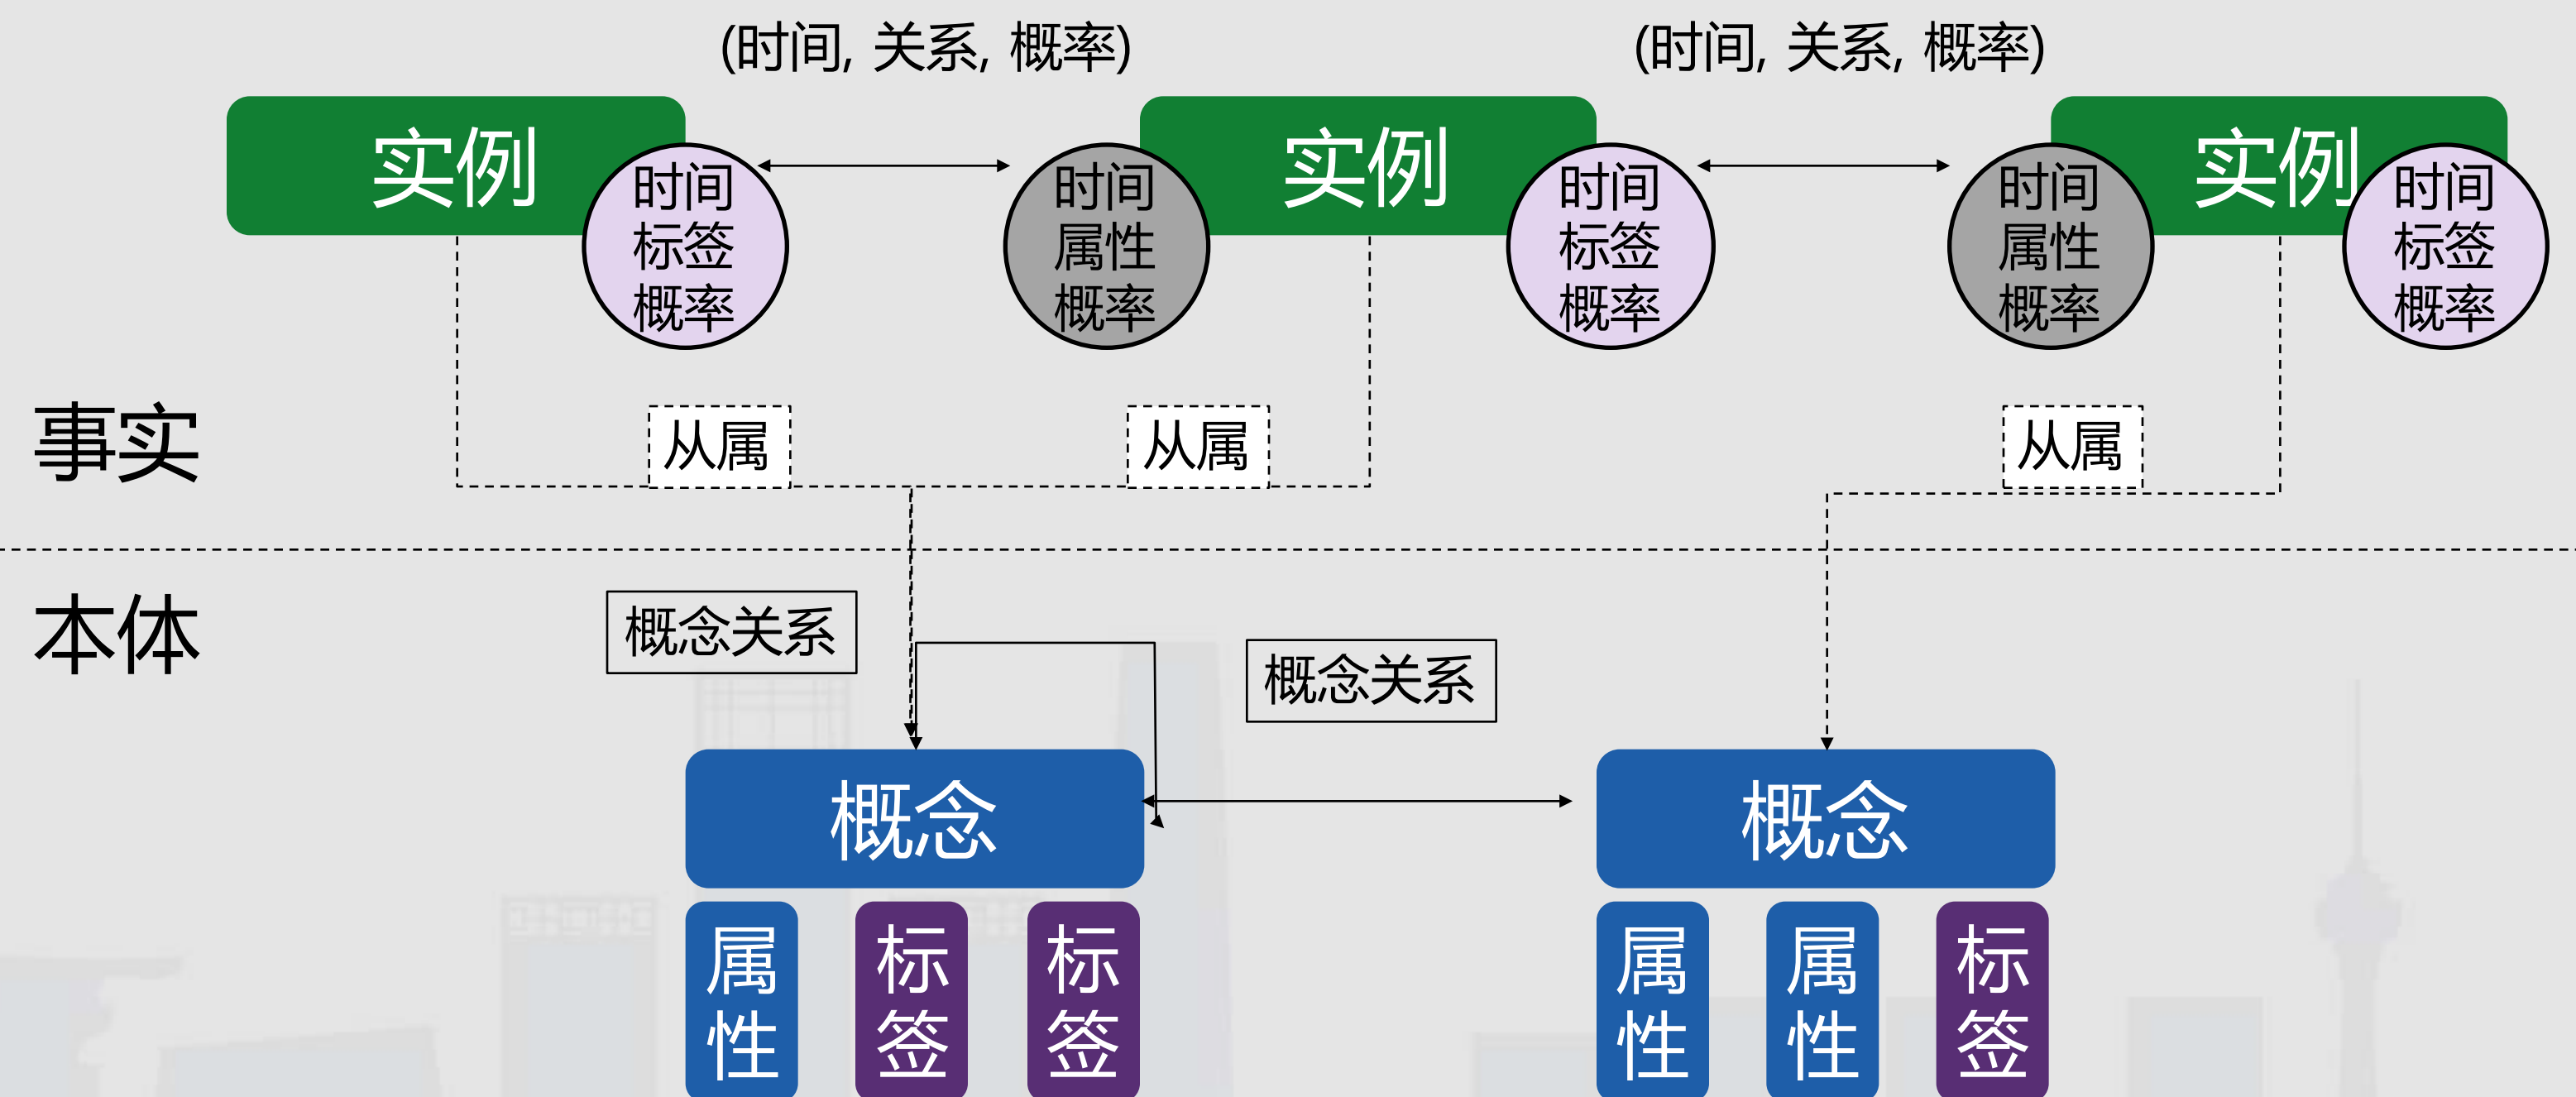 (时间, 关系, 概率)
(时间, 关系, 概率)
实例
时间
标签
概率
时间
属性
概率
实例
时间
标签
概率
时间
属性
概率
实例
时间
标签
概率
事实
从属
从属
从属
本体
概念关系
概念关系
概念
概念
属
性
标
签
标
签
属
性
属
性
标
签